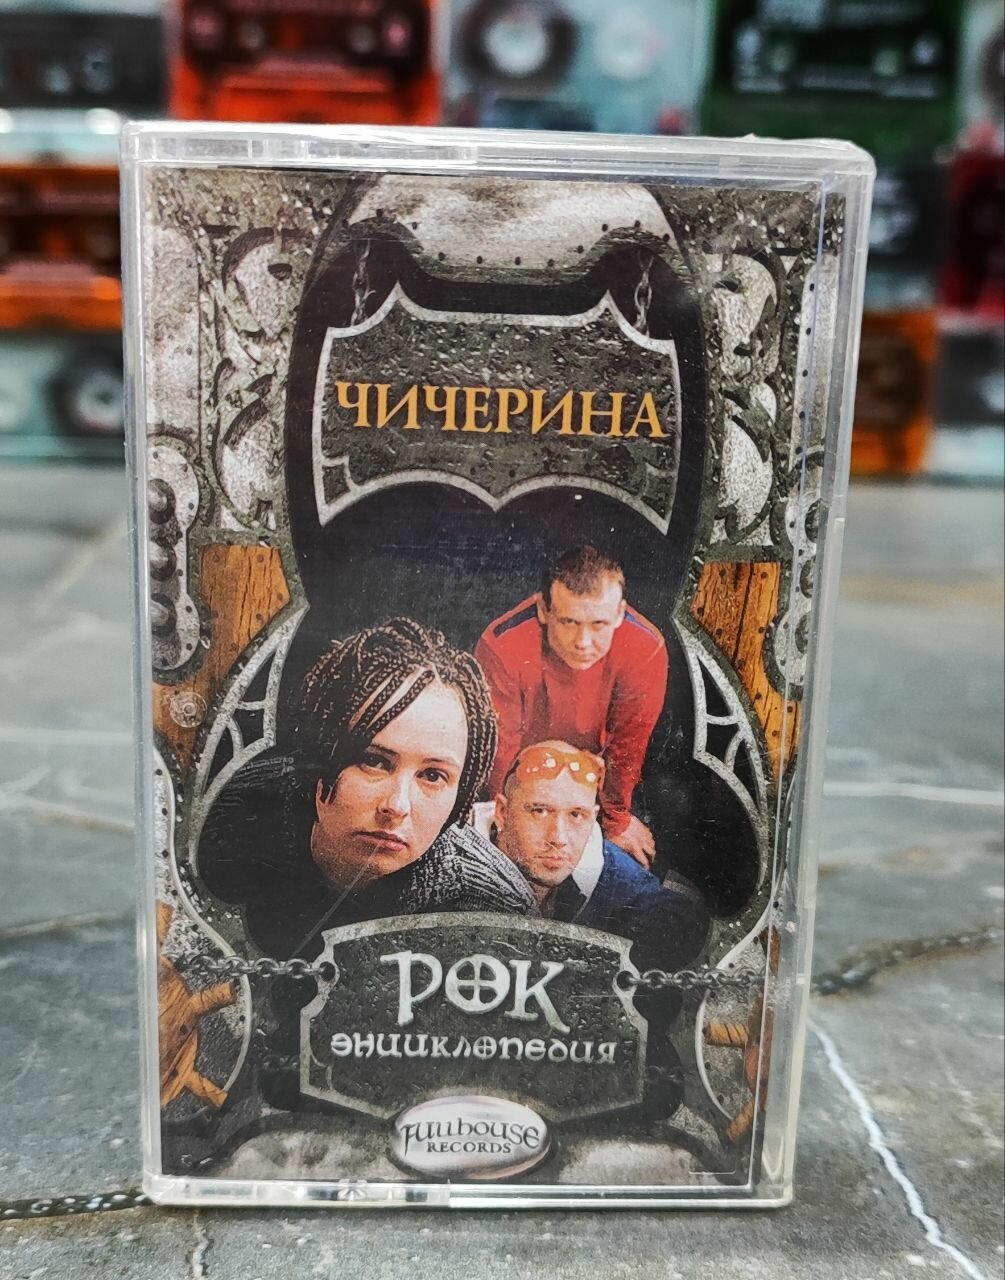 ЧИЧЕРИНА
РОК
энциклопедия
Fullhouse
RECORDS